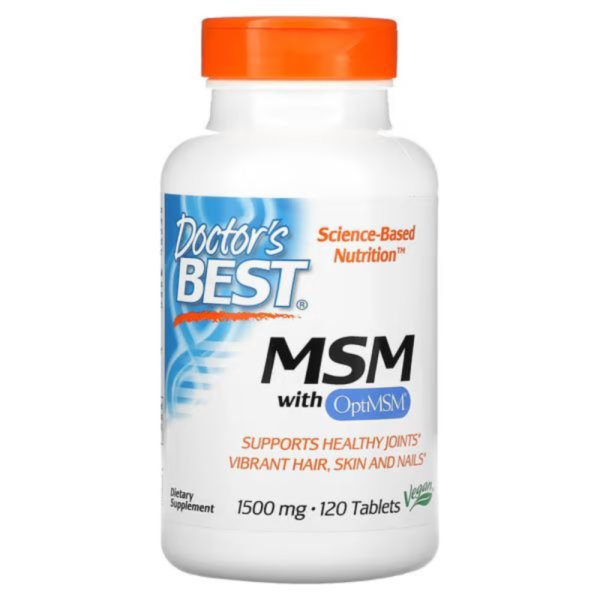 Doctor's
BEST®
Science-Based
Nutrition™
MSM
with OptiMSM®
SUPPORTS HEALTHY JOINTS*
VIBRANT HAIR, SKIN AND NAILS*
Dietary
Supplement
1500 mg • 120 Tablets
Vegan